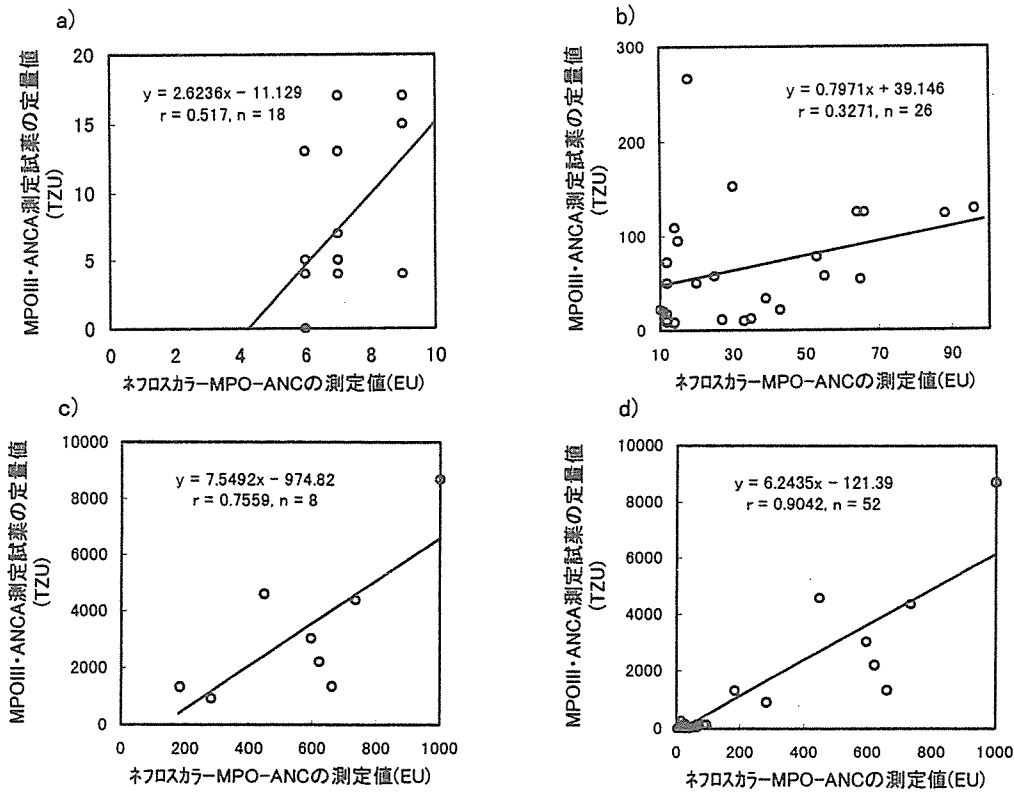 a)
MPOIII・ANCA測定試薬の定量値
(TZU)
20
15
10
5
0
y = 2.6236x − 11.129
r = 0.517, n = 18
0 2 4 6 8 10
ネフロスカラーMPO-ANCの測定値(EU)
b)
MPOIII・ANCA測定試薬の定量値
(TZU)
300
200
100
0
y = 0.7971x + 39.146
r = 0.3271, n = 26
10 30 50 70 90
ネフロスカラーMPO-ANCの測定値(EU)
c)
MPOIII・ANCA測定試薬の定量値
(TZU)
10000
8000
6000
4000
2000
0
y = 7.5492x − 974.82
r = 0.7559, n = 8
0 200 400 600 800 1000
ネフロスカラーMPO-ANCの測定値(EU)
d)
MPOIII・ANCA測定試薬の定量値
(TZU)
10000
8000
6000
4000
2000
0
y = 6.2435x − 121.39
r = 0.9042, n = 52
0 200 400 600 800 1000
ネフロスカラーMPO-ANCの測定値(EU)